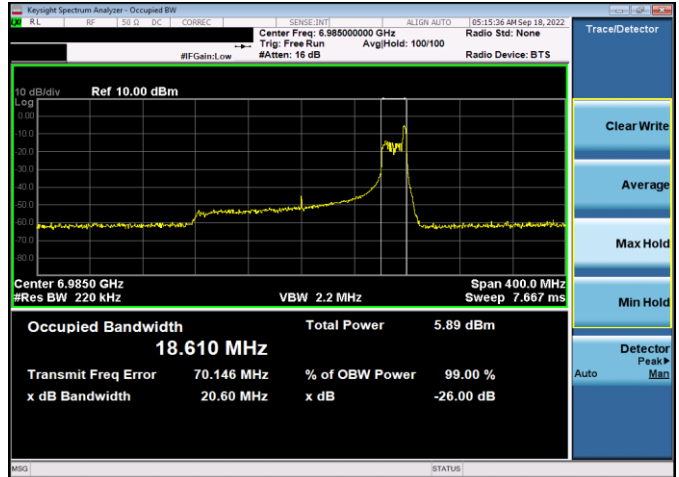 Keysight Spectrum Analyzer - Occupied BW
RL RF 50 Ω DC CORREC SENSE:INT ALIGN AUTO 05:15:36 AM Sep 18, 2022
Center Freq: 6.985000000 GHz Radio Std: None
Trig: Free Run Avg|Hold: 100/100
#IFGain:Low #Atten: 16 dB Radio Device: BTS
Trace/Detector
10 dB/div Ref 10.00 dBm
Log
0.00
-10.0
-20.0
-30.0
-40.0
-50.0
-60.0
-70.0
-80.0
Center 6.9850 GHz Span 400.0 MHz
#Res BW 220 kHz VBW 2.2 MHz Sweep 7.667 ms
Occupied Bandwidth Total Power 5.89 dBm
18.610 MHz
Transmit Freq Error 70.146 MHz % of OBW Power 99.00 %
x dB Bandwidth 20.60 MHz x dB -26.00 dB
Clear Write
Average
Max Hold
Min Hold
Detector
Peak▶
Auto Man
MSG STATUS